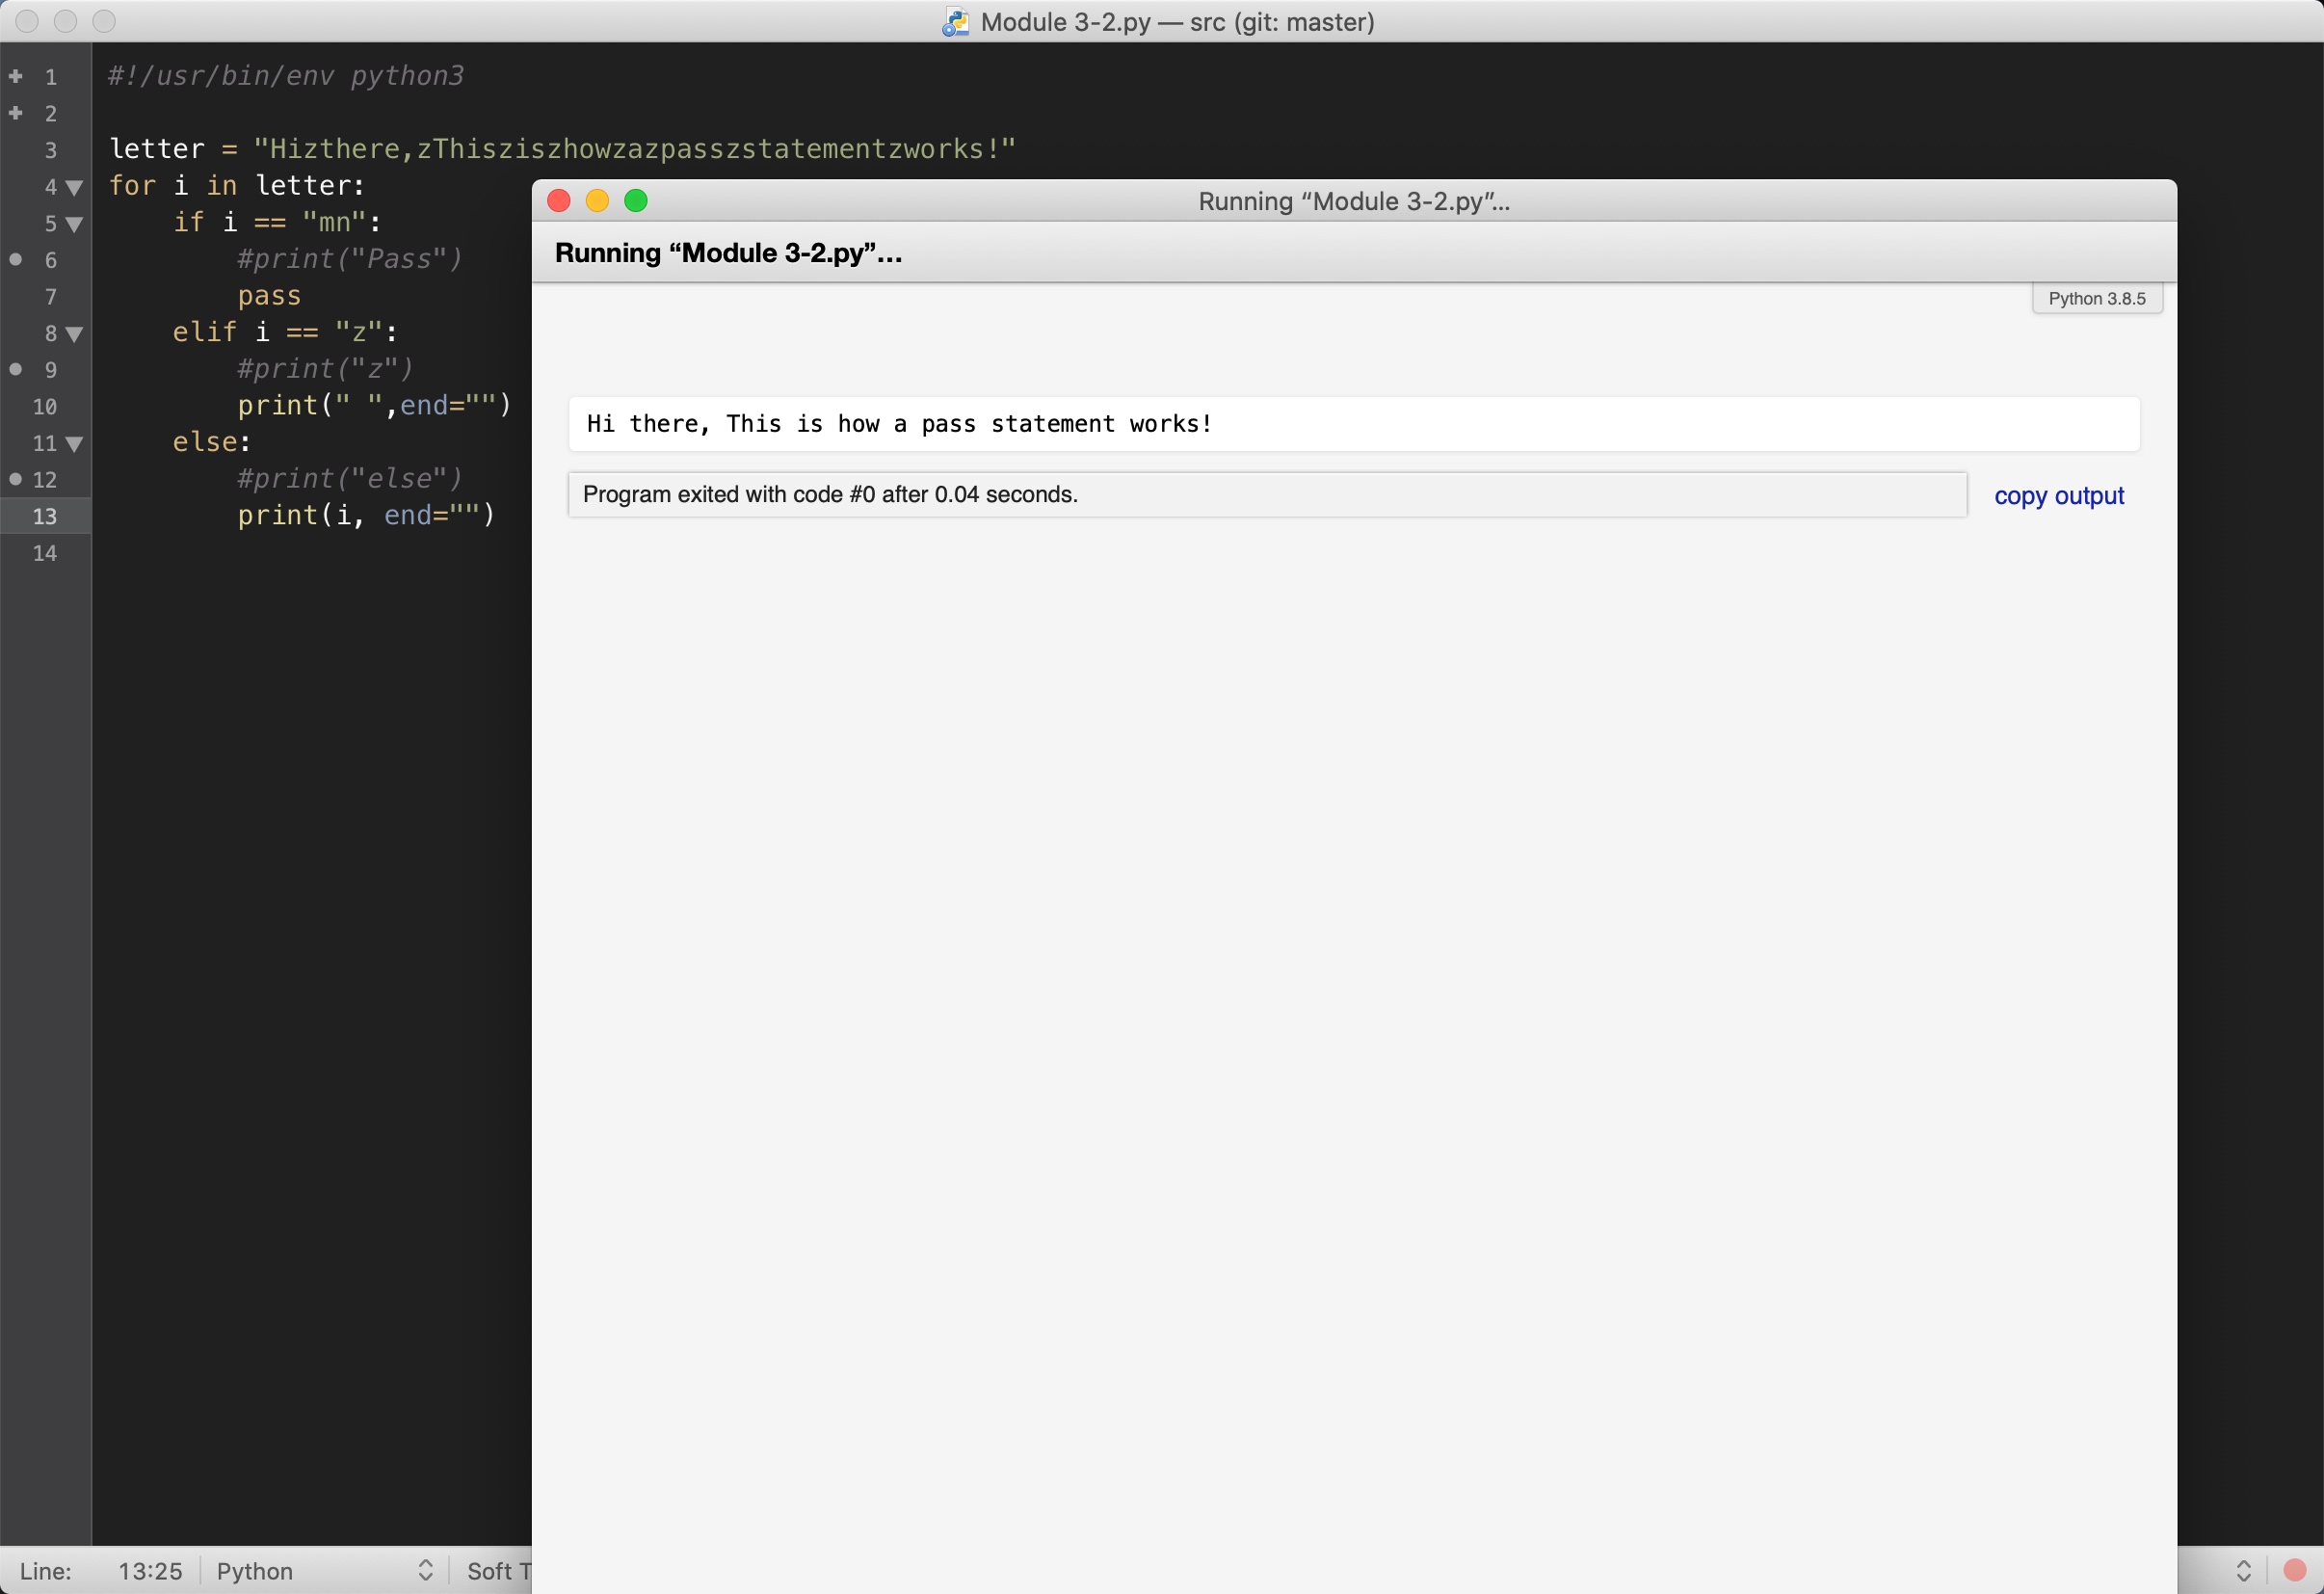 Module 3-2.py — src (git: master)
1 #!/usr/bin/env python3
2
3 letter = "Hizthere,zThisziszhowzazpasszstatementzworks!"
4 for i in letter:
5     if i == "mn":
6         #print("Pass")
7         pass
8     elif i == "z":
9         #print("z")
10         print(" ",end="")
11     else:
12         #print("else")
13         print(i, end="")
14
Running “Module 3-2.py”...
Running “Module 3-2.py”...
Python 3.8.5
Hi there, This is how a pass statement works!
Program exited with code #0 after 0.04 seconds.
copy output
Line: 13:25 Python Soft T